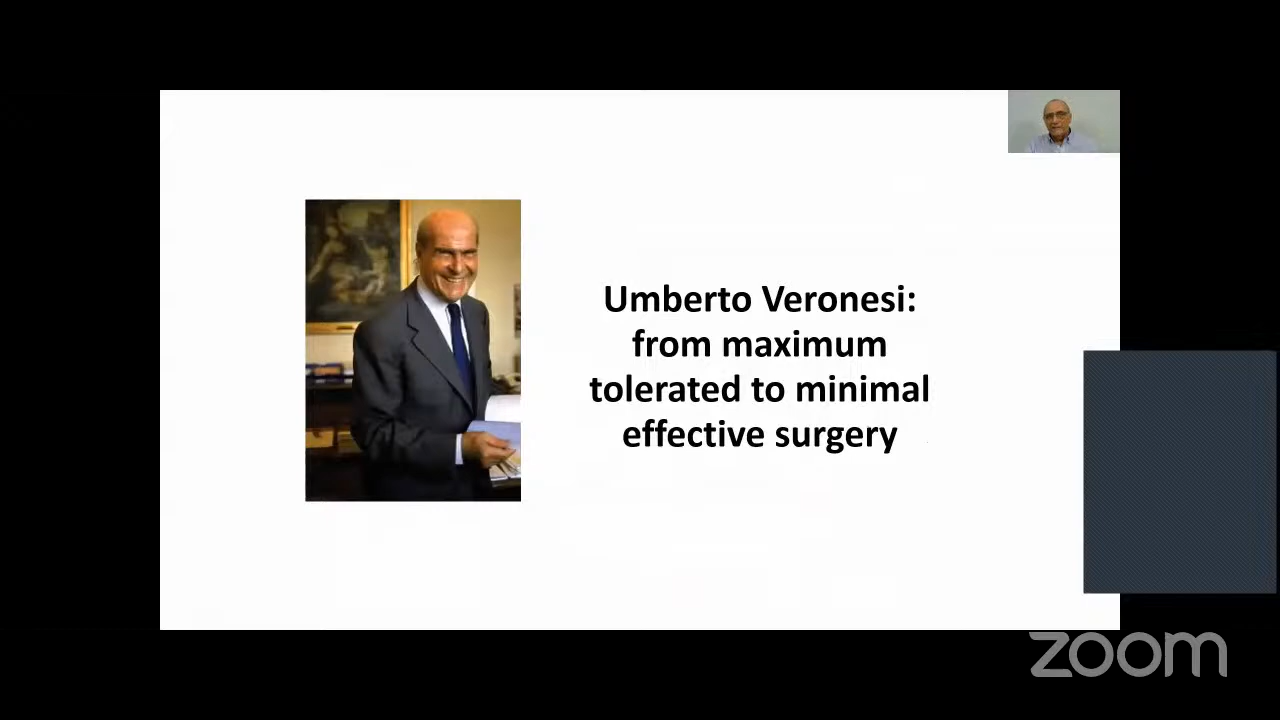 Umberto Veronesi:
from maximum
tolerated to minimal
effective surgery
zoom